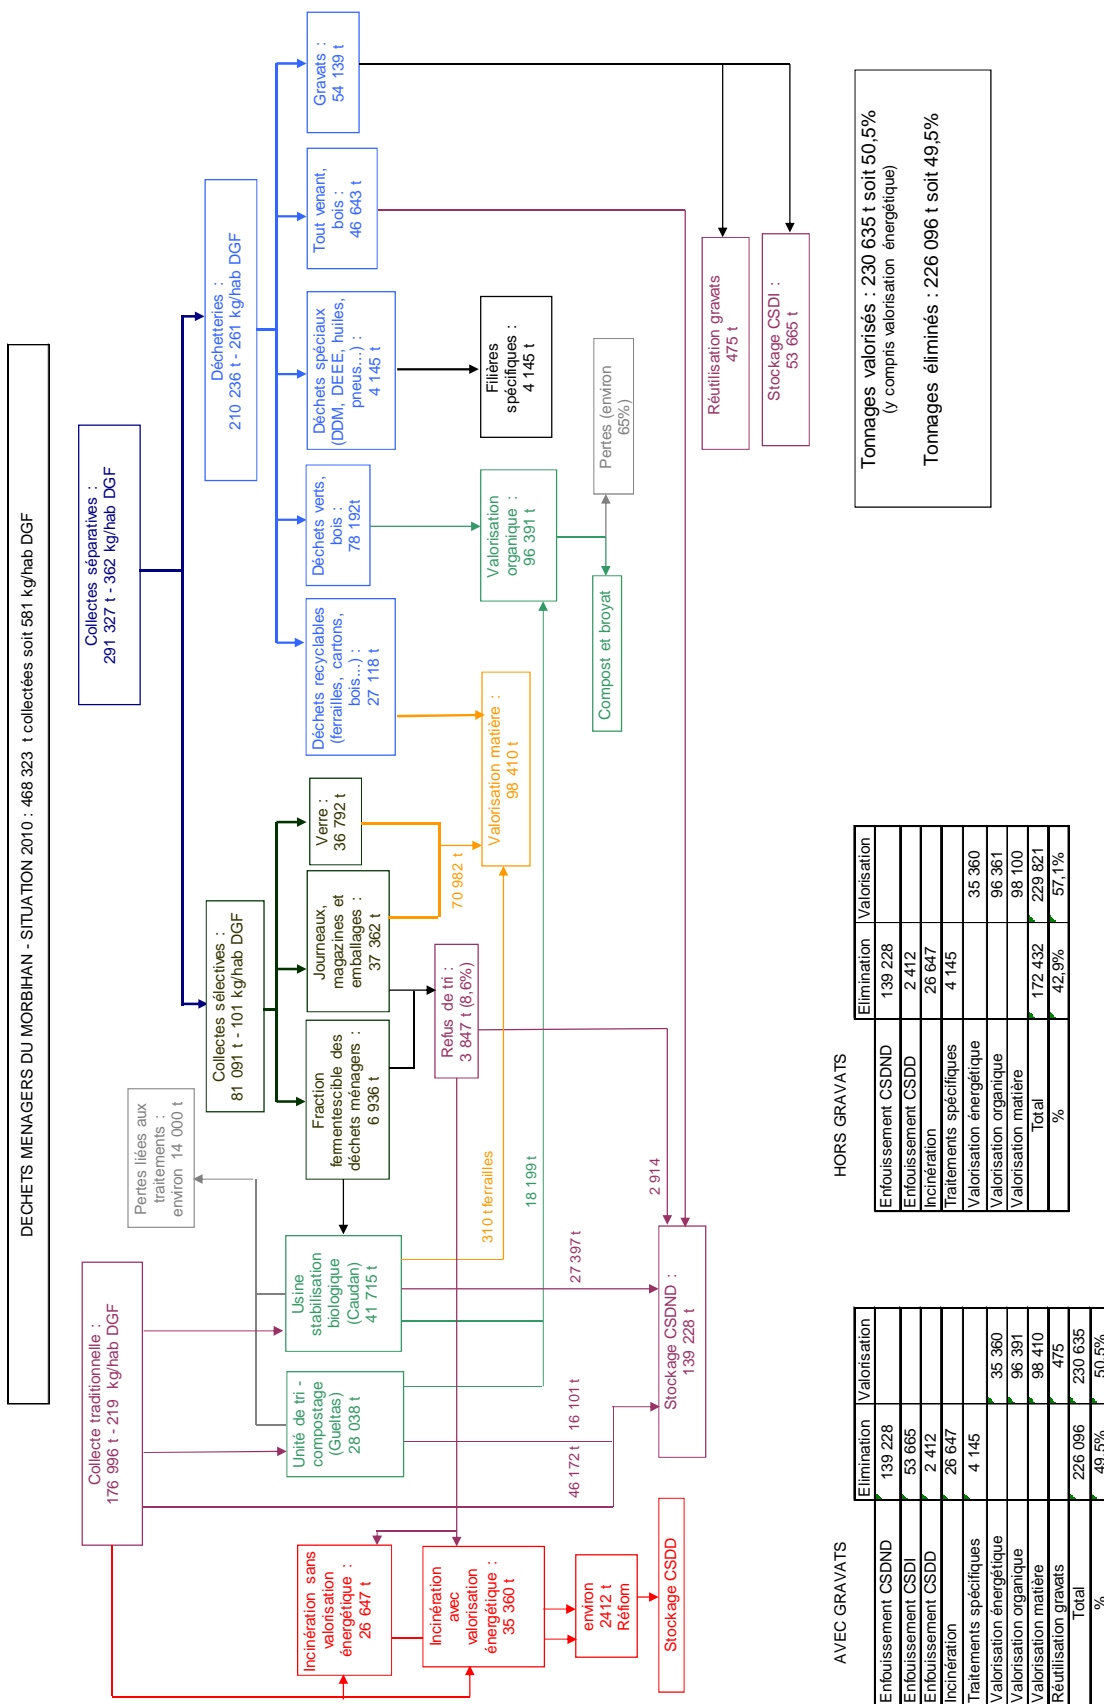 DECHETS MENAGERS DU MORBIHAN - SITUATION 2010 : 468 323 t collectées soit 581 kg/hab DGF
Collecte traditionnelle :
176 996 t - 219 kg/hab DGF
Collectes séparatives :
291 327 t - 362 kg/hab DGF
Pertes liées aux
traitements :
environ 14 000 t
Collectes sélectives :
81 091 t - 101 kg/hab DGF
Déchetteries :
210 236 t - 261 kg/hab DGF
Incinération sans
valorisation
énergétique :
26 647 t
Unité de tri -
compostage
(Gueltas)
28 038 t
Usine
stabilisation
biologique
(Caudan)
41 715 t
Fraction
fermentescible des
déchets ménagers :
6 936 t
Journeaux,
magazines et
emballages :
37 362 t
Verre :
36 792 t
Déchets recyclables
(ferrailles, cartons,
bois...) :
27 118 t
Déchets verts,
bois :
78 192t
Déchets spéciaux
(DDM, DEEE, huiles,
pneus...) :
4 145 t
Tout venant,
bois :
46 643 t
Gravats :
54 139 t
Incinération
avec
valorisation
énergétique :
35 360 t
Refus de tri :
3 847 t (8,6%)
70 982 t
Valorisation matière :
98 410 t
Valorisation
organique :
96 391 t
Filières
spécifiques :
4 145 t
310 t ferrailles
18 199 t
46 172 t
16 101 t
27 397 t
2 914
environ
2412 t
Réfiom
Compost et broyat
Pertes (environ
65%)
Stockage CSDD
Stockage CSDND :
139 228 t
Réutilisation gravats
475 t
Stockage CSDI :
53 665 t
AVEC GRAVATS
Elimination Valorisation
Enfouissement CSDND 139 228
Enfouissement CSDI 53 665
Enfouissement CSDD 2 412
Incinération 26 647
Traitements spécifiques 4 145
Valorisation énergétique 35 360
Valorisation organique 96 391
Valorisation matière 98 410
Réutilisation gravats 475
Total 226 096 230 635
% 49,5% 50,5%
HORS GRAVATS
Elimination Valorisation
Enfouissement CSDND 139 228
Enfouissement CSDD 2 412
Incinération 26 647
Traitements spécifiques 4 145
Valorisation énergétique 35 360
Valorisation organique 96 361
Valorisation matière 98 100
Total 172 432 229 821
% 42,9% 57,1%
Tonnages valorisés : 230 635 t soit 50,5%
(y compris valorisation énergétique)
Tonnages éliminés : 226 096 t soit 49,5%